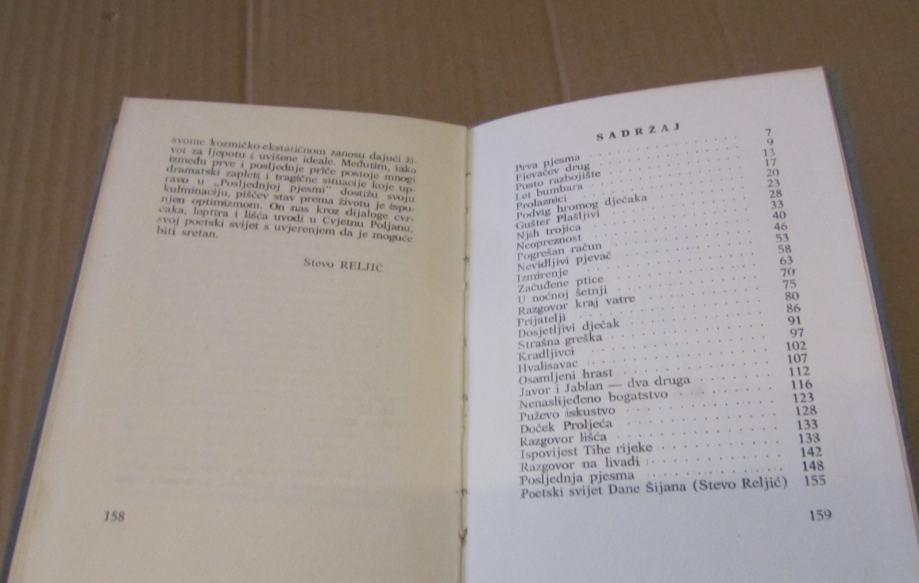 svome kozmičko-ekstatičnom zanosu dajući ži-
vot za ljepotu i uvišene ideale. Međutim, iako
između prve i posljednje priče postoje mnogi
dramatski zapleti i tragične situacije koje up-
ravo u „Posljednjoj pjesmi" dostižu svoju
kulminaciju, piščev stav prema životu je ispu-
njen optimizmom. On nas kroz dijaloge cvr-
čaka, leptira i lišća uvodi u Cvjetnu Poljanu,
svoj poetski svijet s uvjerenjem da je moguće
biti sretan.
Stevo RELJIĆ
158
SADRŽAJ
Prva pjesma 7
Pjevačev drug 9
Pusto razbojište 13
Let bumbara 17
Prolaznici 20
Podvig hromog dječaka 23
Gušter Plašljivi 28
Njih trojica 33
Neopreznost 40
Pogrešan račun 46
Nevidljivi pjevač 53
Izmirenje 58
Začuđene ptice 63
U noćnoj šetnji 70
Razgovor kraj vatre 75
Prijatelji 80
Dosjetljivi dječak 86
Strašna greška 91
Kradljivci 97
Hvalisavac 102
Osamljeni hrast 107
Javor i Jablan — dva druga 112
Nenaslijeđeno bogatstvo 116
Puževo iskustvo 123
Doček Proljeća 128
Razgovor lišća 133
Ispovijest Tihe rijeke 138
Razgovor na livadi 142
Posljednja pjesma 148
Poetski svijet Dane Šijana (Stevo Reljić) 155
159